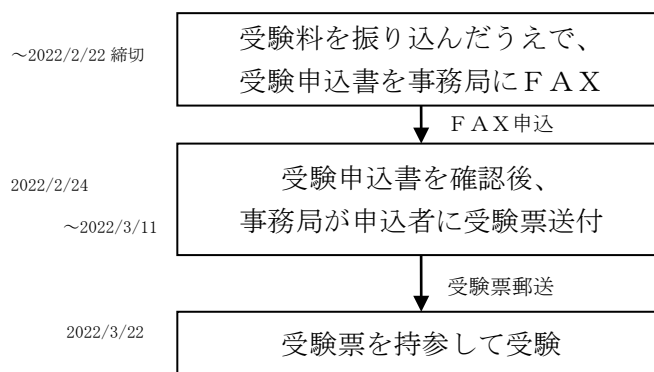 受験料を振り込んだうえで、
～2022/2/22 締切
受験申込書を事務局にＦＡＸ
ＦＡＸ申込
受験申込書を確認後、
2022/2/24
～2022/3/11
事務局が申込者に受験票送付
受験票郵送
2022/3/22
受験票を持参して受験